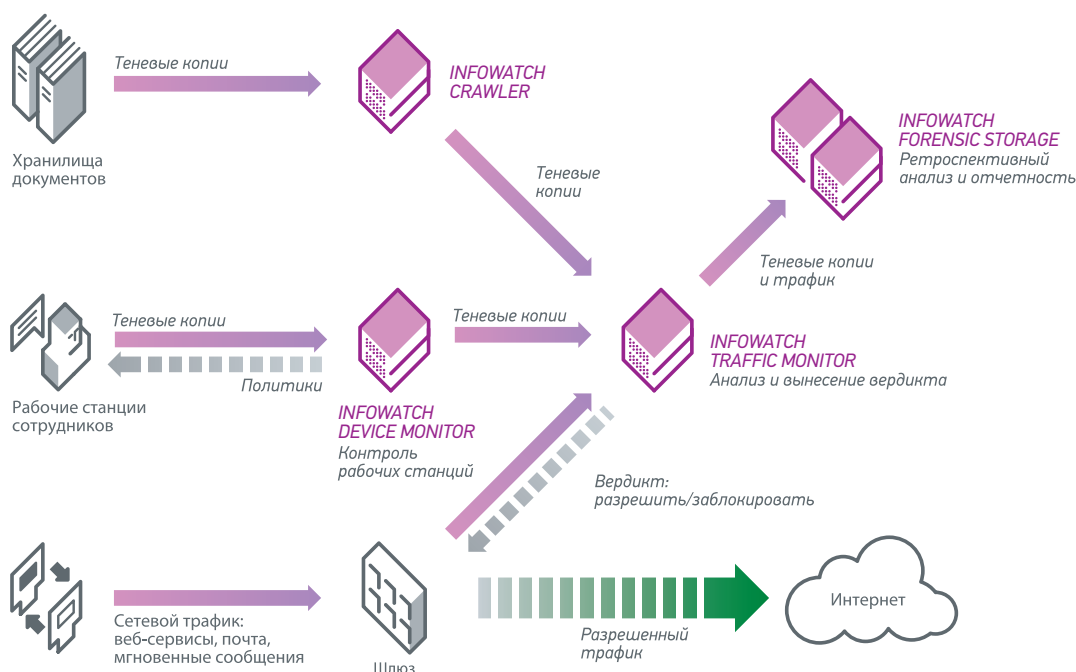 Теневые копии
INFOWATCH
CRAWLER
Хранилища
документов
INFOWATCH
FORENSIC STORAGE
Ретроспективный
анализ и отчетность
Теневые
копии
Теневые копии
и трафик
Теневые копии
Политики
Рабочие станции
сотрудников
Теневые копии
INFOWATCH
DEVICE MONITOR
Контроль
рабочих станций
INFOWATCH
TRAFFIC MONITOR
Анализ и вынесение вердикта
Вердикт:
разрешить/заблокировать
Сетевой трафик:
веб-сервисы, почта,
мгновенные сообщения
Шлюз
Разрешенный
трафик
Интернет